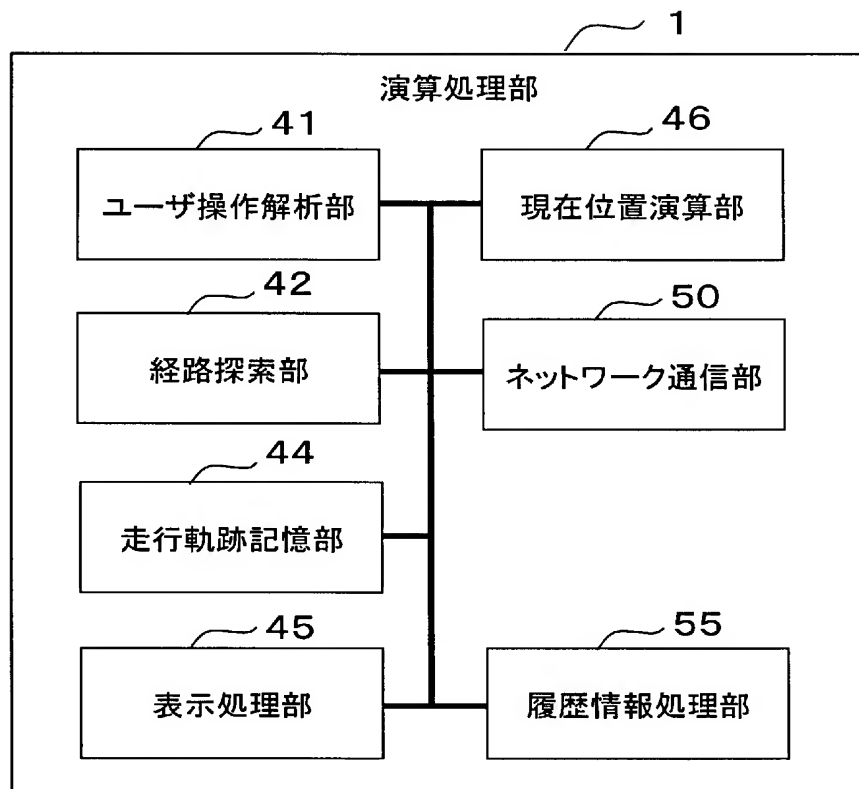 1
演算処理部
41
ユーザ操作解析部
46
現在位置演算部
42
経路探索部
50
ネットワーク通信部
44
走行軌跡記憶部
45
表示処理部
55
履歴情報処理部